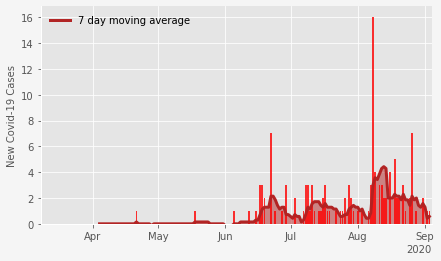 7 day moving average
New Covid-19 Cases
16
14
12
10
8
6
4
2
0
Apr
May
Jun
Jul
Aug
Sep
2020